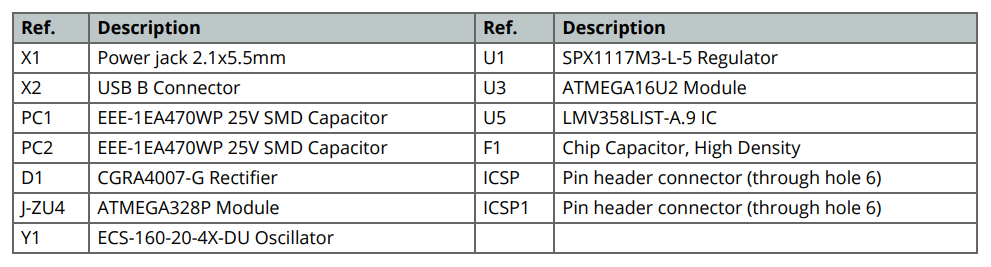 Ref. Description Ref. Description
X1 Power jack 2.1x5.5mm U1 SPX1117M3-L-5 Regulator
X2 USB B Connector U3 ATMEGA16U2 Module
PC1 EEE-1EA470WP 25V SMD Capacitor U5 LMV358LIST-A.9 IC
PC2 EEE-1EA470WP 25V SMD Capacitor F1 Chip Capacitor, High Density
D1 CGRA4007-G Rectifier ICSP Pin header connector (through hole 6)
J-ZU4 ATMEGA328P Module ICSP1 Pin header connector (through hole 6)
Y1 ECS-160-20-4X-DU Oscillator